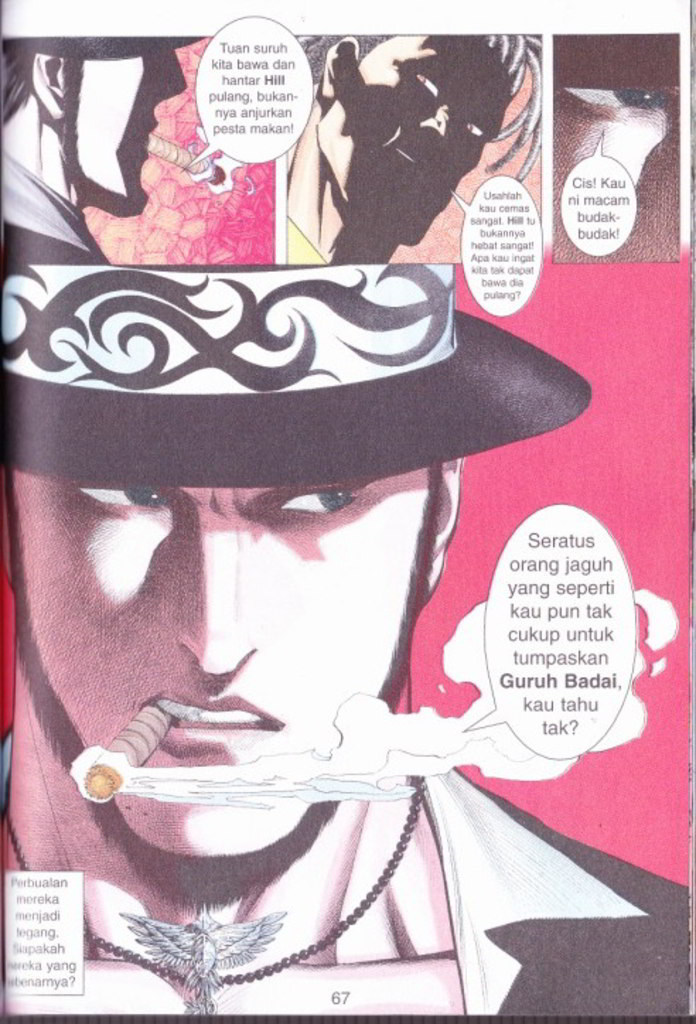 Tuan suruh
kita bawa dan
hantar Hill
pulang, bukan-
nya anjurkan
pesta makan!
Usahlah
kau cemas
sangat. Hill tu
bukannya
hebat sangat!
Apa kau ingat
kita tak dapat
bawa dia
pulang?
Cis! Kau
ni macam
budak-
budak!
Seratus
orang jaguh
yang seperti
kau pun tak
cukup untuk
tumpaskan
Guruh Badai,
kau tahu
tak?
Perbualan
mereka
menjadi
tegang.
Siapakah
mereka yang
sebenarnya?
67